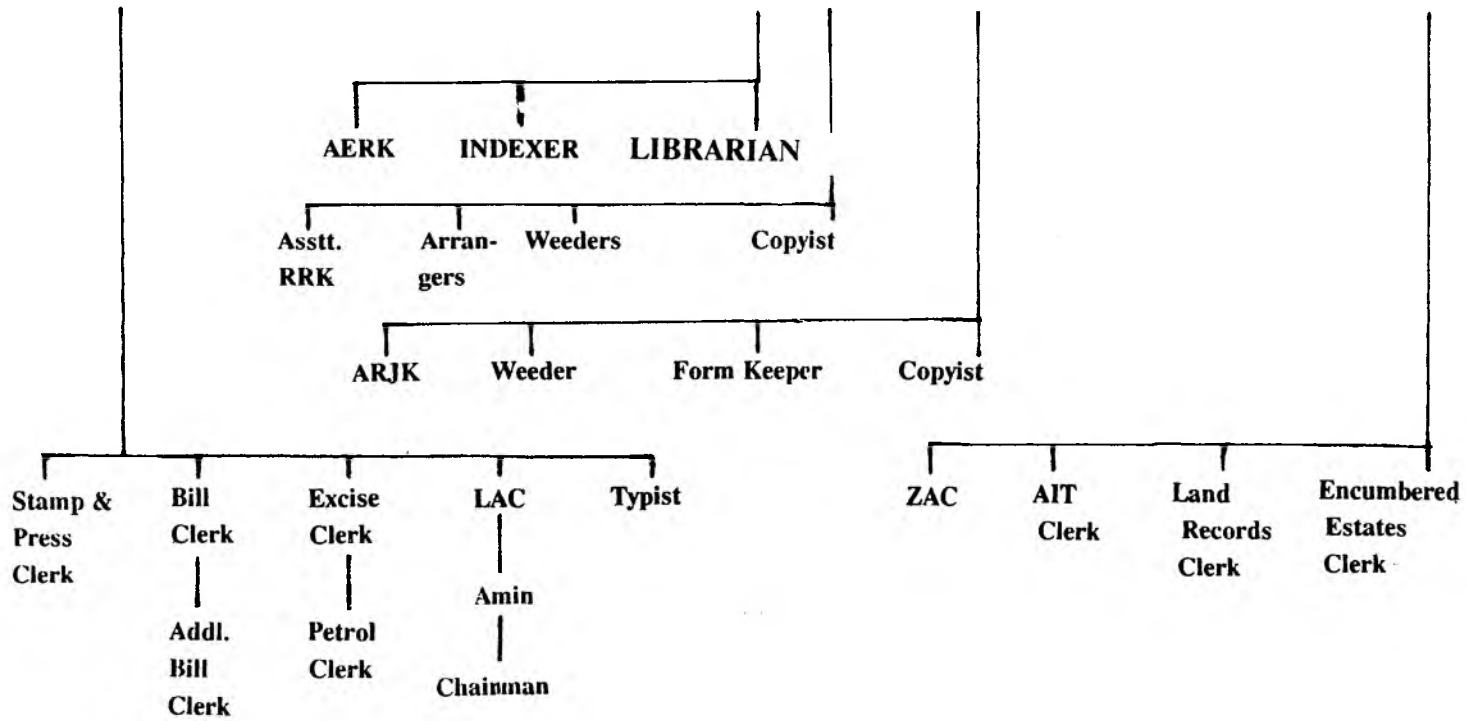 AERK INDEXER LIBRARIAN
Asstt. Arran- Weeders Copyist
RRK gers
ARJK Weeder Form Keeper Copyist
Stamp & Bill Excise LAC Typist ZAC AIT Land Encumbered
Press Clerk Clerk Clerk Records Estates
Clerk Clerk Clerk
Amin
Addl. Petrol
Bill Clerk
Chainman
Clerk